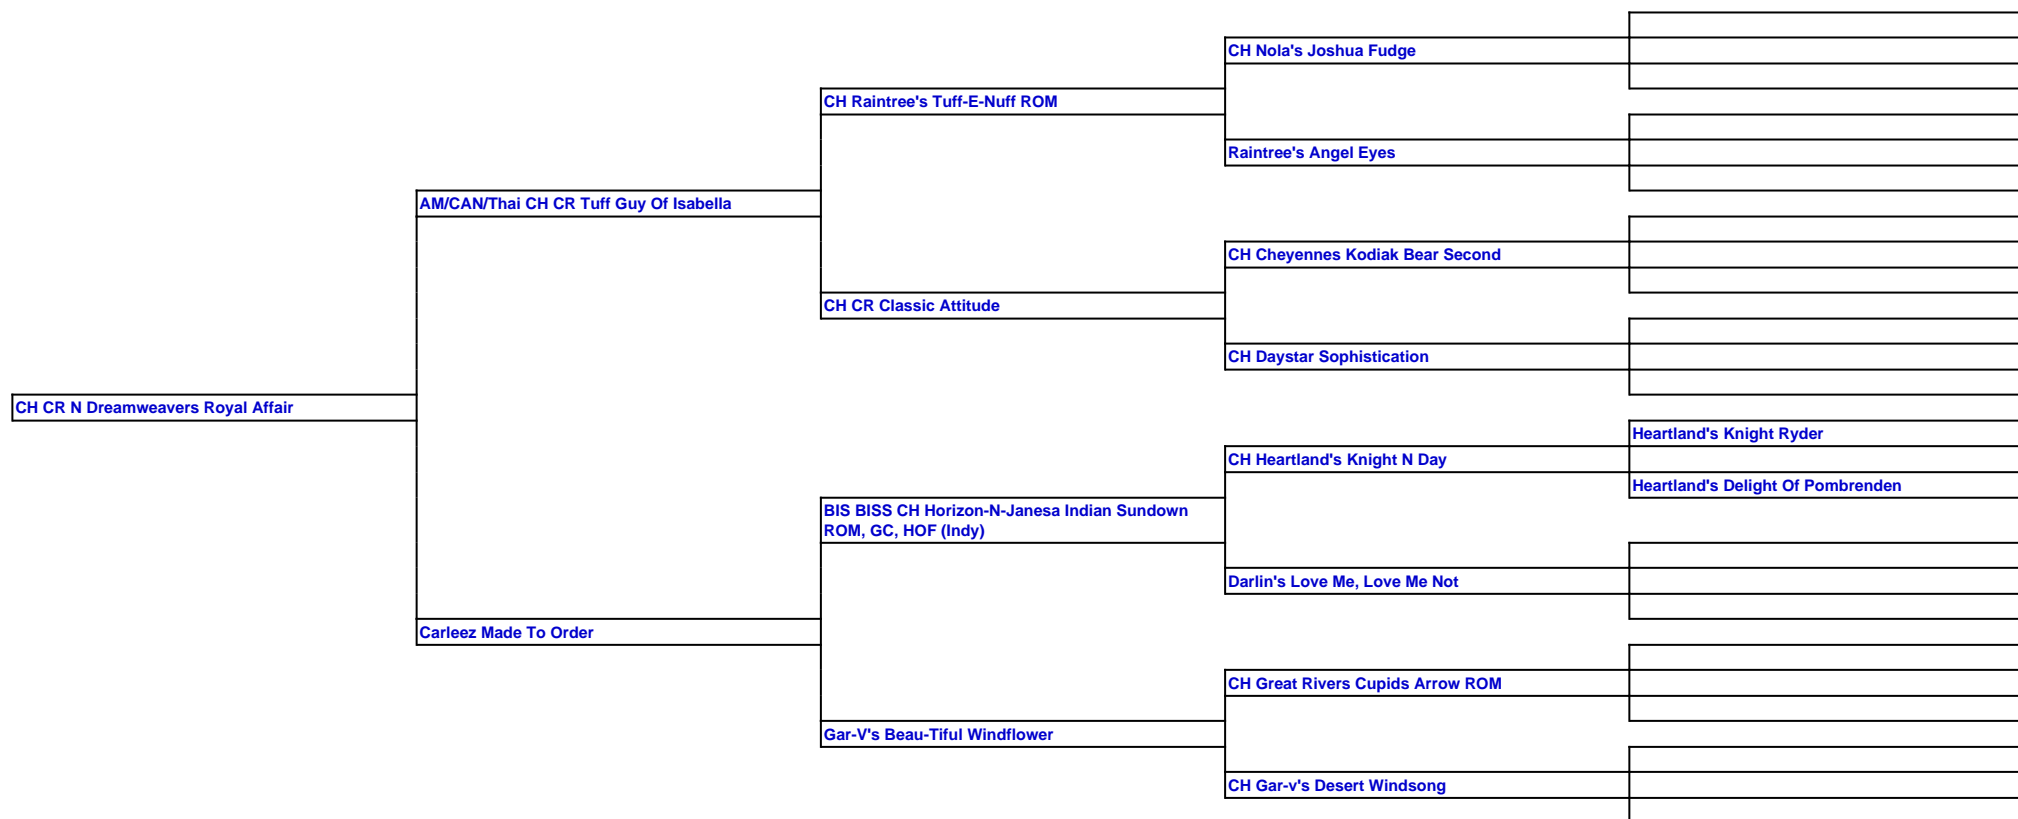 CH Nola's Joshua Fudge
CH Raintree's Tuff-E-Nuff ROM
Raintree's Angel Eyes
AM/CAN/Thai CH CR Tuff Guy Of Isabella
CH Cheyennes Kodiak Bear Second
CH CR Classic Attitude
CH Daystar Sophistication
CH CR N Dreamweavers Royal Affair
Heartland's Knight Ryder
CH Heartland's Knight N Day
Heartland's Delight Of Pombrenden
BIS BISS CH Horizon-N-Janesa Indian Sundown
ROM, GC, HOF (Indy)
Darlin's Love Me, Love Me Not
Carleez Made To Order
CH Great Rivers Cupids Arrow ROM
Gar-V's Beau-Tiful Windflower
CH Gar-v's Desert Windsong